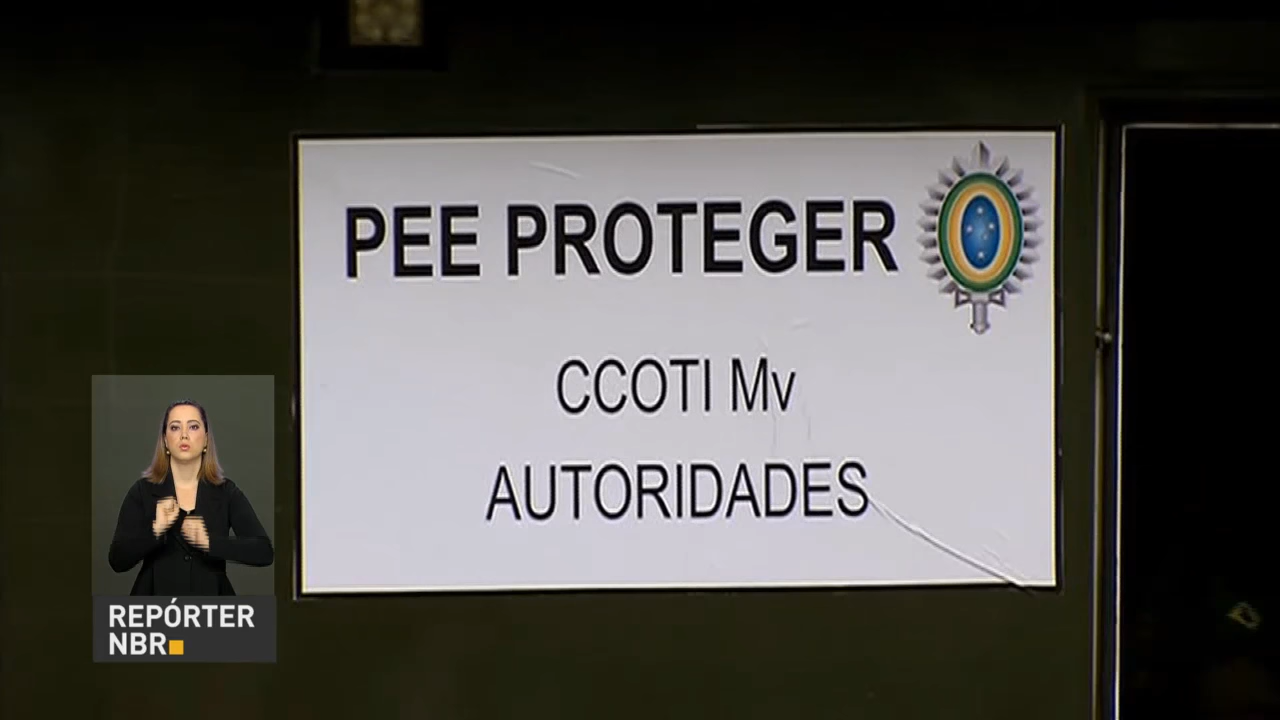 PEE PROTEGER
CCOTI Mv
AUTORIDADES
REPÓRTER
NBR